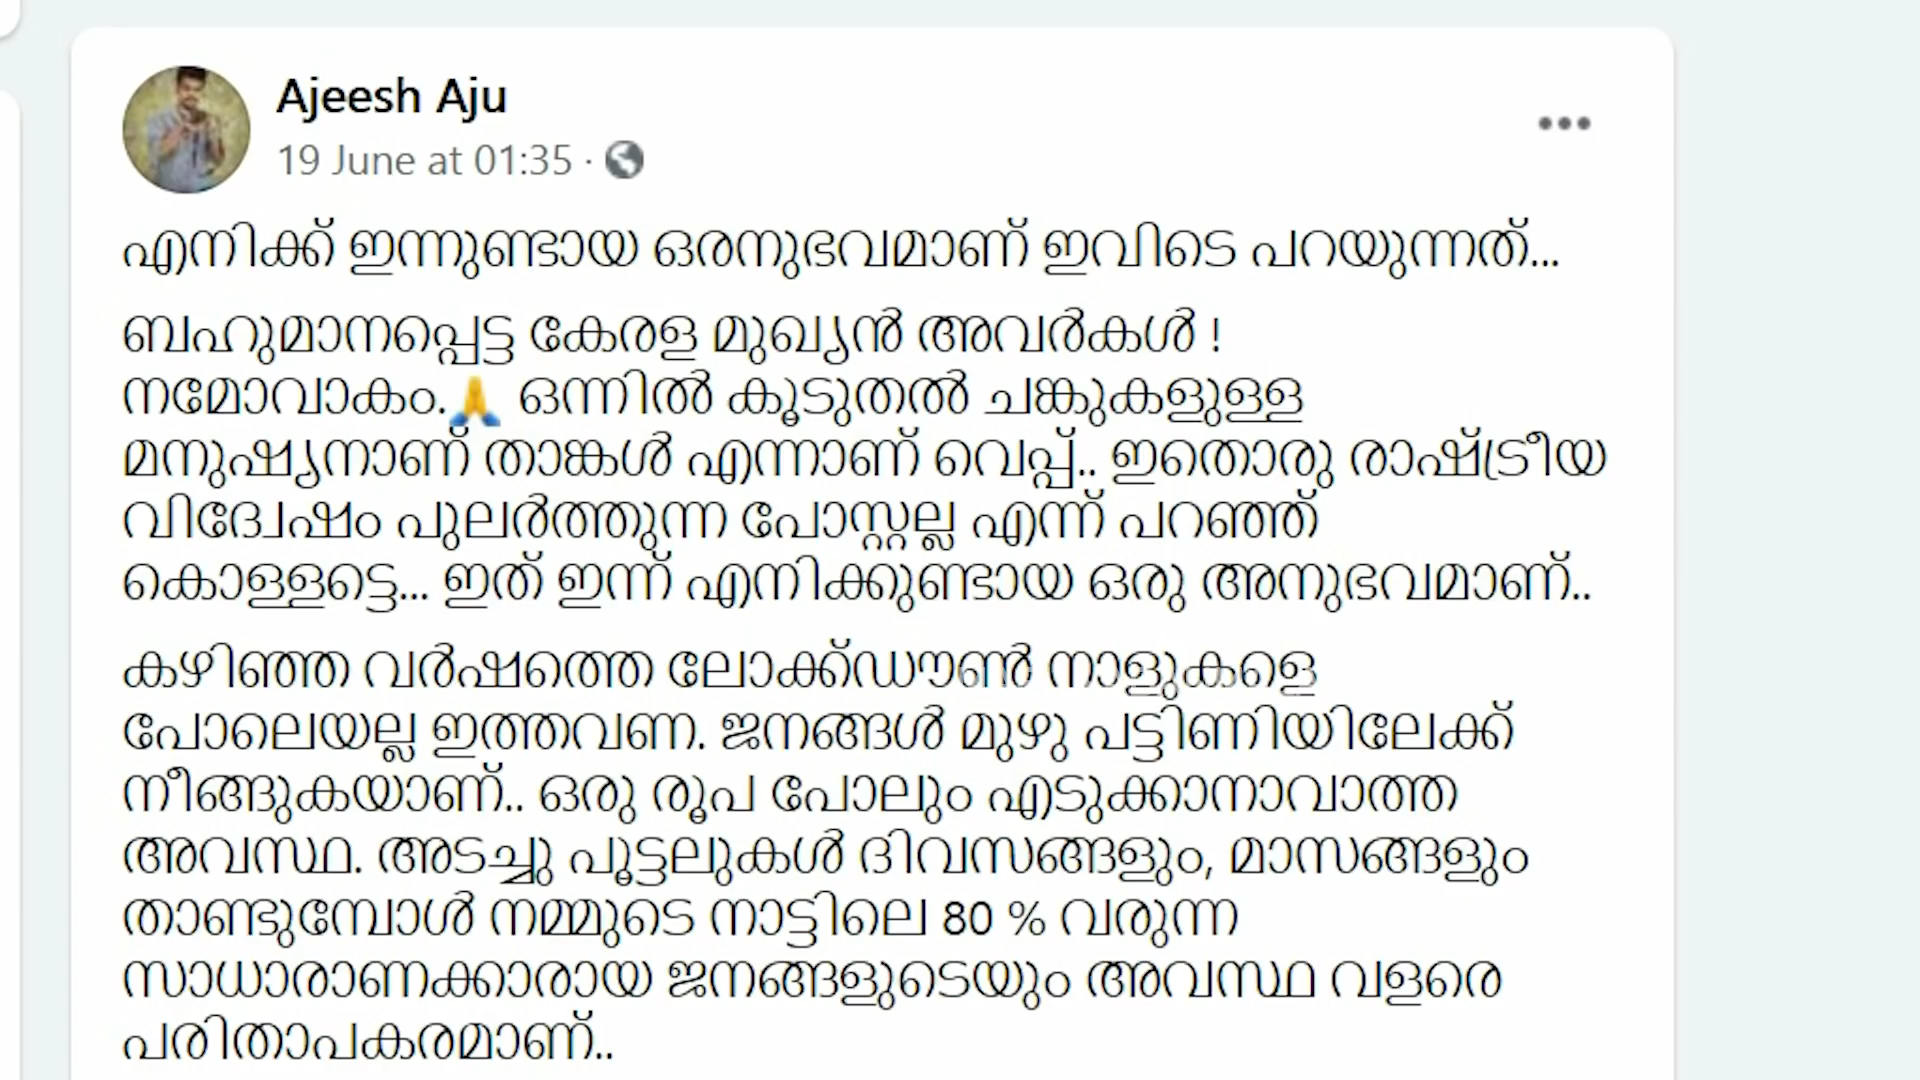 Ajeesh Aju
19 June at 01:35 ·
എനിക്ക് ഇന്നുണ്ടായ ഒരനുഭവമാണ് ഇവിടെ പറയുന്നത്...
ബഹുമാനപ്പെട്ട കേരള മുഖ്യൻ അവർകൾ !
നമോവാകം.🙏 ഒന്നിൽ കൂടുതൽ ചങ്കുകളുള്ള
മനുഷ്യനാണ് താങ്കൾ എന്നാണ് വെപ്പ്.. ഇതൊരു രാഷ്ട്രീയ
വിദ്വേഷം പുലർത്തുന്ന പോസ്റ്റല്ല എന്ന് പറഞ്ഞ്
കൊള്ളട്ടെ... ഇത് ഇന്ന് എനിക്കുണ്ടായ ഒരു അനുഭവമാണ്..
കഴിഞ്ഞ വർഷത്തെ ലോക്ക്ഡൗൺ നാളുകളെ
പോലെയല്ല ഇത്തവണ. ജനങ്ങൾ മുഴു പട്ടിണിയിലേക്ക്
നീങ്ങുകയാണ്.. ഒരു രൂപ പോലും എടുക്കാനാവാത്ത
അവസ്ഥ. അടച്ചു പൂട്ടലുകൾ ദിവസങ്ങളും, മാസങ്ങളും
താണ്ടുമ്പോൾ നമ്മുടെ നാട്ടിലെ 80 % വരുന്ന
സാധാരാണക്കാരായ ജനങ്ങളുടെയും അവസ്ഥ വളരെ
പരിതാപകരമാണ്..